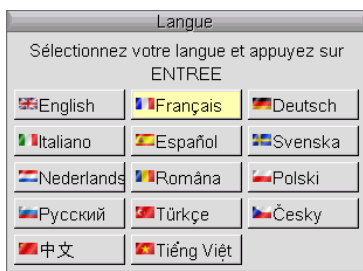 Langue
Sélectionnez votre langue et appuyez sur
ENTREE
English Français Deutsch
Italiano Español Svenska
Nederlands Româna Polski
Русский Türkçe Česky
中文 Tiếng Việt